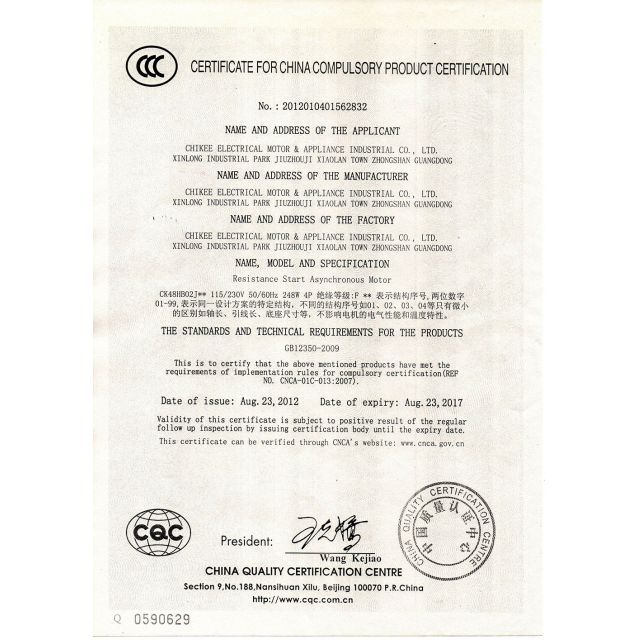 CCC
CERTIFICATE FOR CHINA COMPULSORY PRODUCT CERTIFICATION
No. : 2012010401562832
NAME AND ADDRESS OF THE APPLICANT
CHIKEE ELECTRICAL MOTOR & APPLIANCE INDUSTRIAL CO., LTD.
XINLONG INDUSTRIAL PARK JIUZHOUJI XIAOLAN TOWN ZHONGSHAN GUANGDONG
NAME AND ADDRESS OF THE MANUFACTURER
CHIKEE ELECTRICAL MOTOR & APPLIANCE INDUSTRIAL CO., LTD.
XINLONG INDUSTRIAL PARK JIUZHOUJI XIAOLAN TOWN ZHONGSHAN GUANGDONG
NAME AND ADDRESS OF THE FACTORY
CHIKEE ELECTRICAL MOTOR & APPLIANCE INDUSTRIAL CO., LTD.
XINLONG INDUSTRIAL PARK JIUZHOUJI XIAOLAN TOWN ZHONGSHAN GUANGDONG
NAME, MODEL AND SPECIFICATION
Resistance Start Asynchronous Motor
CK48HB02J** 115/230V 50/60Hz 248W 4P 绝缘等级:F ** 表示结构序号,两位数字
01-99,表示同一设计方案的特定结构, 不同的结构序号如01、02、03、04等只有微小
的区别如轴长、引线长、底座尺寸等, 不影响电机的电气性能和温度特性。
THE STANDARDS AND TECHNICAL REQUIREMENTS FOR THE PRODUCTS
GB12350-2009
This is to certify that the above mentioned products have met the
requirements of implementation rules for compulsory certification(REF
NO. CNCA-01C-013:2007).
Date of issue: Aug. 23, 2012 Date of expiry: Aug. 23, 2017
Validity of this certificate is subject to positive result of the regular
follow up inspection by issuing certification body until the expiry date.
This certificate can be verified through CNCA's website: www.cnca.gov.cn
CQC
President:
Wang Kejiao
CHINA QUALITY CERTIFICATION CENTRE
中国质量认证中心
CHINA QUALITY CERTIFICATION CENTRE
Section 9, No.188, Nansihuan Xilu, Beijing 100070 P.R.China
http://www.cqc.com.cn
Q 0590629